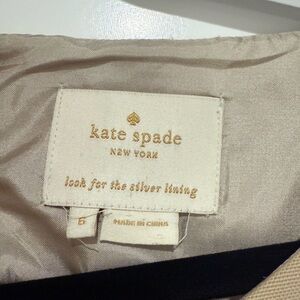 kate spade
NEW YORK
look for the silver lining
6
MADE IN CHINA